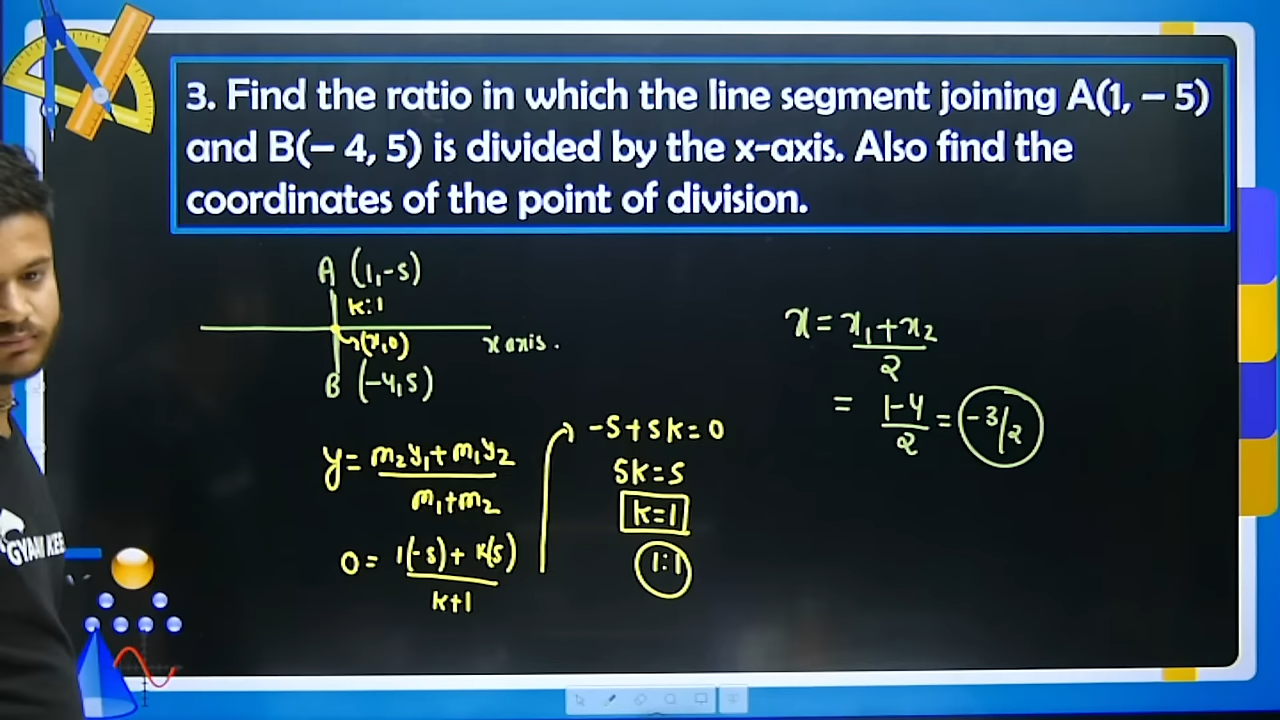 3. Find the ratio in which the line segment joining A(1, – 5)
and B(– 4, 5) is divided by the x-axis. Also find the
coordinates of the point of division.
A (1,-5)
k:1
(x,0)
x axis.
B (-4,5)
y = m₂y₁+m₁y₂
m₁+m₂
0 = 1(-5)+ k(5)
k+1
-5+5k=0
5k=5
k=1
1:1
x = x₁+x₂
2
= 1-4 = -3/2
2